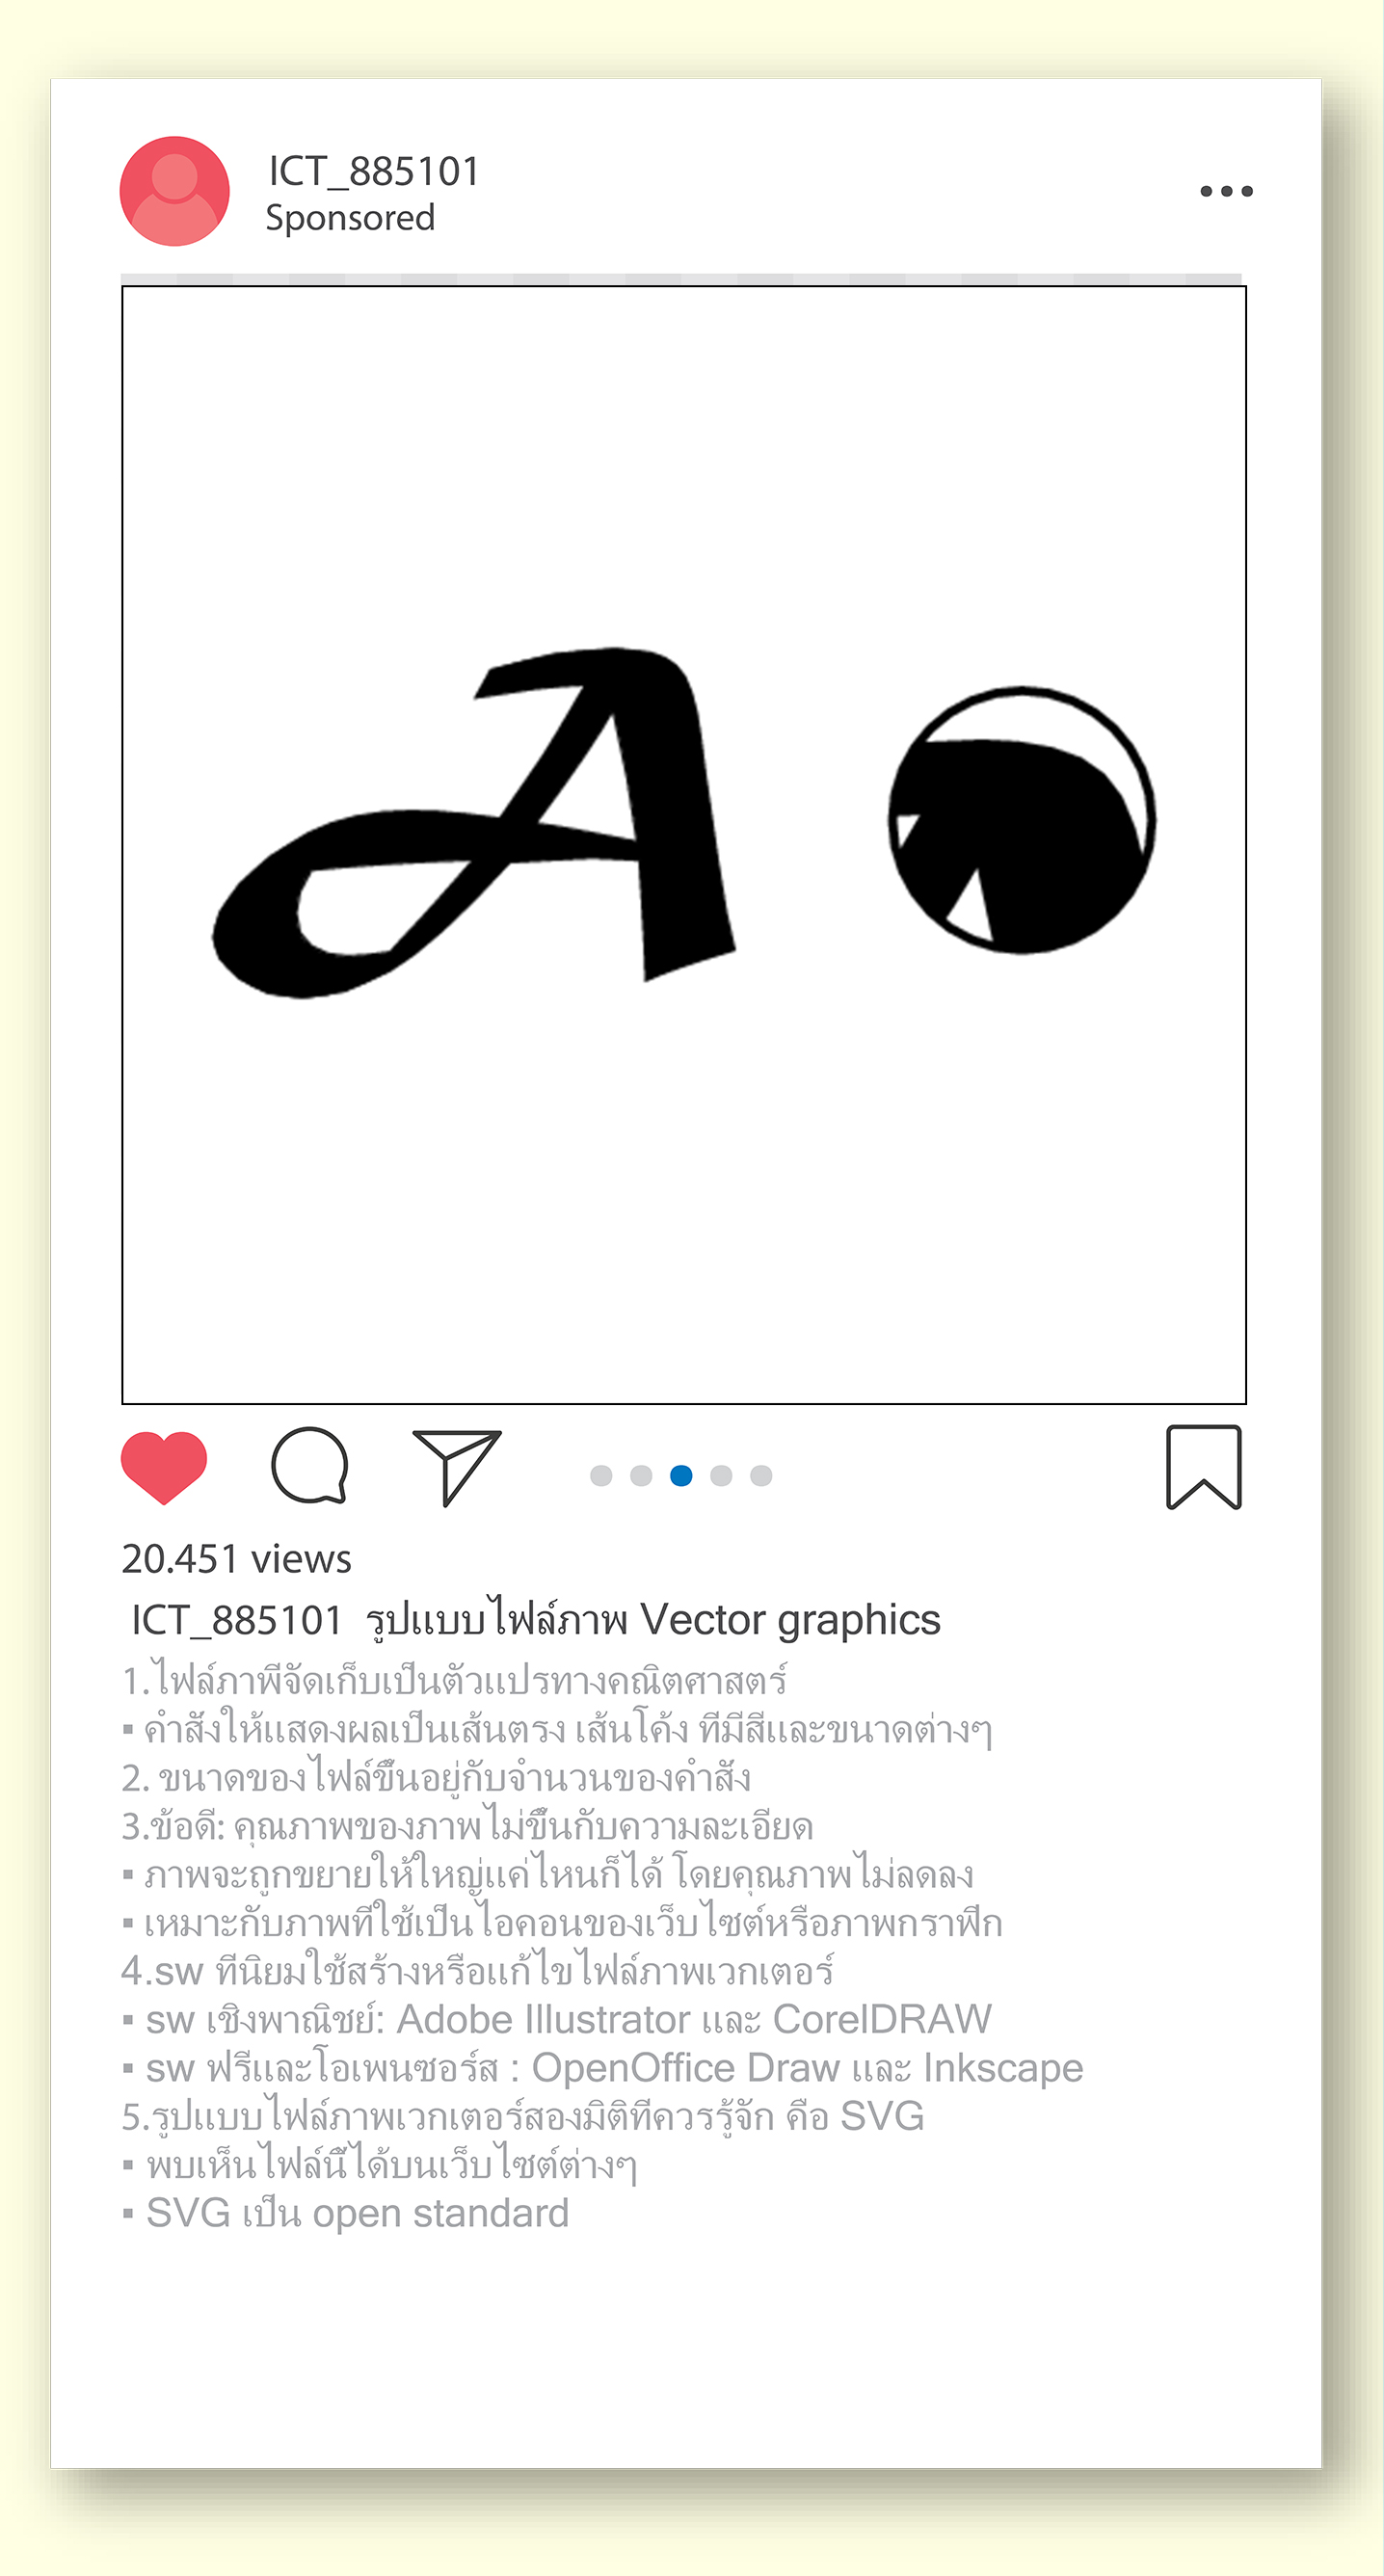 ICT_885101
Sponsored
A
20.451 views
ICT_885101 รูปแบบไฟล์ภาพ Vector graphics
1.ไฟล์ภาพีจัดเก็บเป็นตัวแปรทางคณิตศาสตร์
▪ คำสั่งให้แสดงผลเป็นเส้นตรง เส้นโค้ง ที่มีสีและขนาดต่างๆ
2. ขนาดของไฟล์ขึ้นอยู่กับจำนวนของคำสั่ง
3.ข้อดี: คุณภาพของภาพไม่ขึ้นกับความละเอียด
▪ ภาพจะถูกขยายให้ใหญ่แค่ไหนก็ได้ โดยคุณภาพไม่ลดลง
▪ เหมาะกับภาพที่ใช้เป็นไอคอนของเว็บไซต์หรือภาพกราฟิก
4.sw ที่นิยมใช้สร้างหรือแก้ไขไฟล์ภาพเวกเตอร์
▪ sw เชิงพาณิชย์: Adobe Illustrator และ CorelDRAW
▪ sw ฟรีและโอเพนซอร์ส : OpenOffice Draw และ Inkscape
5.รูปแบบไฟล์ภาพเวกเตอร์สองมิติที่ควรรู้จัก คือ SVG
▪ พบเห็นไฟล์นี้ได้บนเว็บไซต์ต่างๆ
▪ SVG เป็น open standard